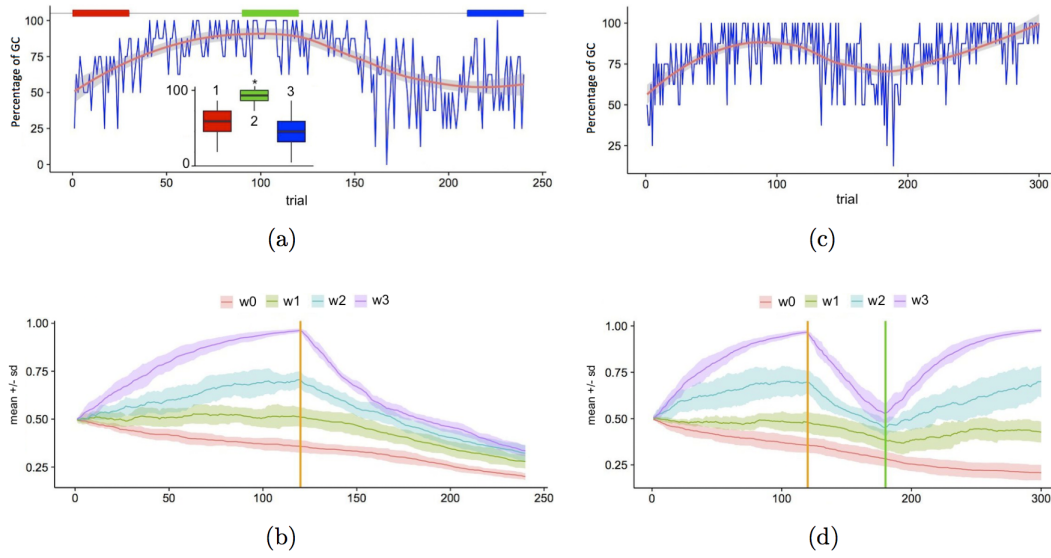 Percentage of GC
100
75
50
25
0
100
0
1
*
2
3
0 50 100 150 200 250
trial
(a)
Percentage of GC
100
75
50
25
0 100 200 300
trial
(c)
w0 w1 w2 w3
mean +/- sd
1.00
0.75
0.50
0.25
0 50 100 150 200 250
(b)
w0 w1 w2 w3
mean +/- sd
1.00
0.75
0.50
0.25
0 100 200 300
(d)